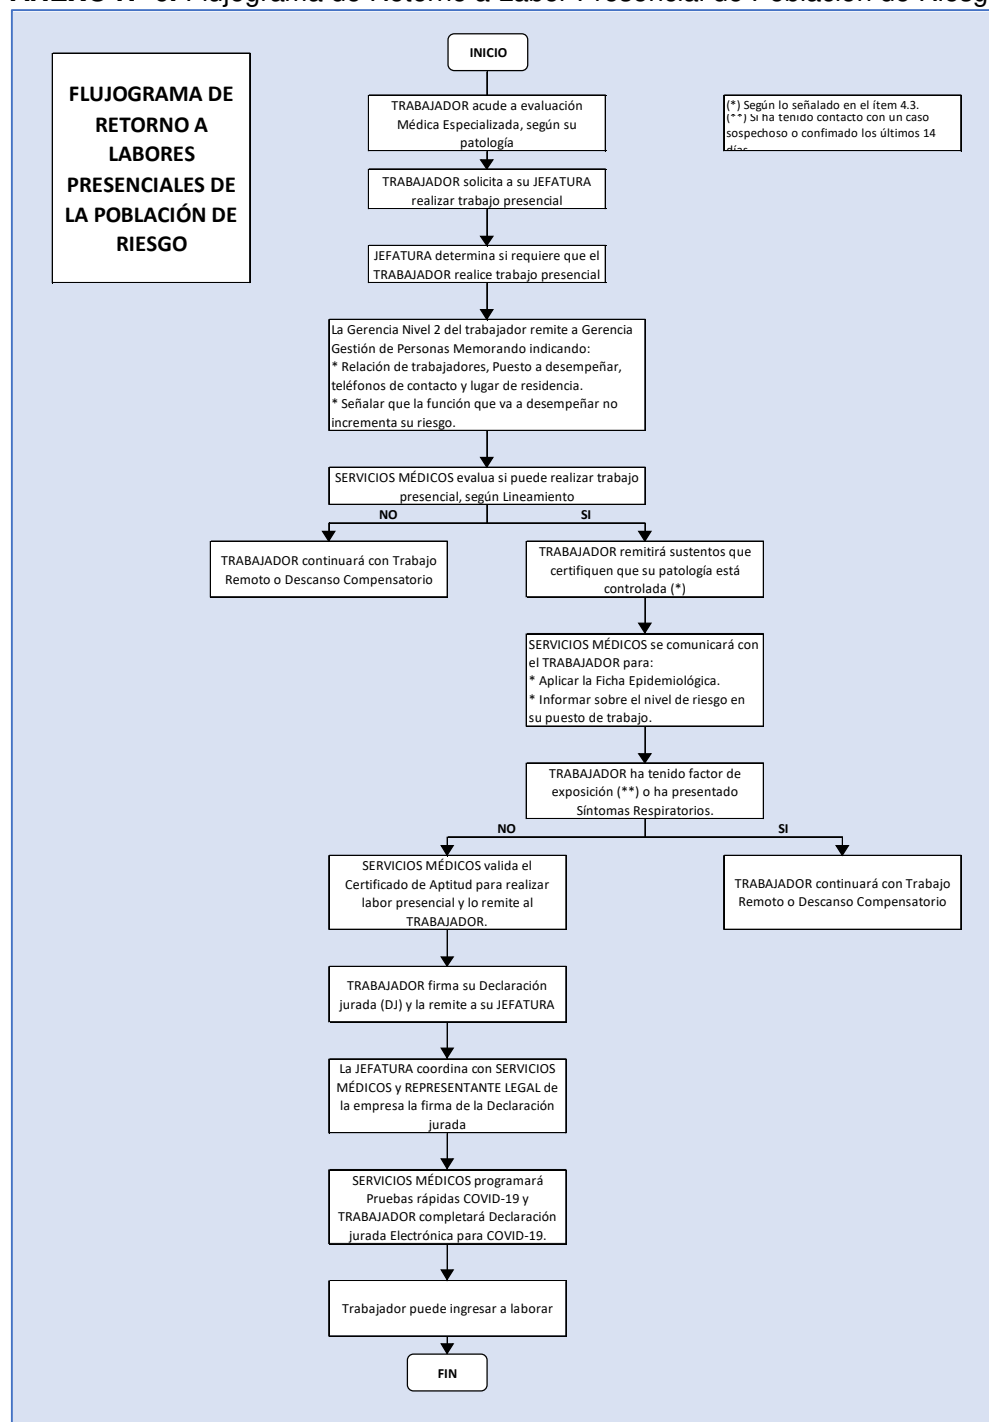 FLUJOGRAMA DE
RETORNO A
LABORES
PRESENCIALES DE
LA POBLACIÓN DE
RIESGO
INICIO
TRABAJADOR acude a evaluación
Médica Especializada, según su
patología
(*) Según lo señalado en el ítem 4.3.
(**) Si ha tenido contacto con un caso
sospechoso o confimado los últimos 14
días
TRABAJADOR solicita a su JEFATURA
realizar trabajo presencial
JEFATURA determina si requiere que el
TRABAJADOR realice trabajo presencial
La Gerencia Nivel 2 del trabajador remite a Gerencia
Gestión de Personas Memorando indicando:
* Relación de trabajadores, Puesto a desempeñar,
teléfonos de contacto y lugar de residencia.
* Señalar que la función que va a desempeñar no
incrementa su riesgo.
SERVICIOS MÉDICOS evalua si puede realizar trabajo
presencial, según Lineamiento
NO
SI
TRABAJADOR continuará con Trabajo
Remoto o Descanso Compensatorio
TRABAJADOR remitirá sustentos que
certifiquen que su patología está
controlada (*)
SERVICIOS MÉDICOS se comunicará con
el TRABAJADOR para:
* Aplicar la Ficha Epidemiológica.
* Informar sobre el nivel de riesgo en
su puesto de trabajo.
TRABAJADOR ha tenido factor de
exposición (**) o ha presentado
Síntomas Respiratorios.
NO
SI
SERVICIOS MÉDICOS valida el
Certificado de Aptitud para realizar
labor presencial y lo remite al
TRABAJADOR.
TRABAJADOR continuará con Trabajo
Remoto o Descanso Compensatorio
TRABAJADOR firma su Declaración
jurada (DJ) y la remite a su JEFATURA
La JEFATURA coordina con SERVICIOS
MÉDICOS y REPRESENTANTE LEGAL de
la empresa la firma de la Declaración
jurada
SERVICIOS MÉDICOS programará
Pruebas rápidas COVID-19 y
TRABAJADOR completará Declaración
jurada Electrónica para COVID-19.
Trabajador puede ingresar a laborar
FIN